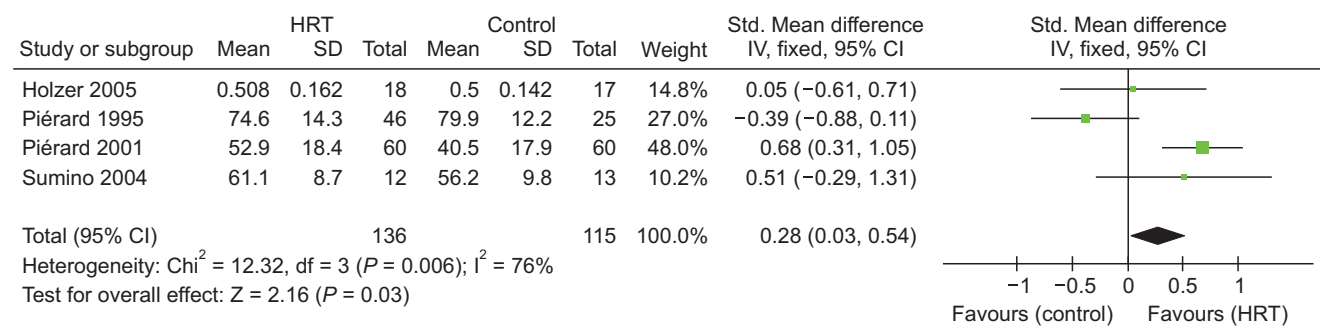 HRT Control Std. Mean difference Std. Mean difference
Study or subgroup Mean SD Total Mean SD Total Weight IV, fixed, 95% CI IV, fixed, 95% CI
Holzer 2005 0.508 0.162 18 0.5 0.142 17 14.8% 0.05 (−0.61, 0.71)
Piérard 1995 74.6 14.3 46 79.9 12.2 25 27.0% −0.39 (−0.88, 0.11)
Piérard 2001 52.9 18.4 60 40.5 17.9 60 48.0% 0.68 (0.31, 1.05)
Sumino 2004 61.1 8.7 12 56.2 9.8 13 10.2% 0.51 (−0.29, 1.31)
Total (95% CI) 136 115 100.0% 0.28 (0.03, 0.54)
Heterogeneity: Chi² = 12.32, df = 3 (P = 0.006); I² = 76%
Test for overall effect: Z = 2.16 (P = 0.03)
−1 −0.5 0 0.5 1
Favours (control) Favours (HRT)